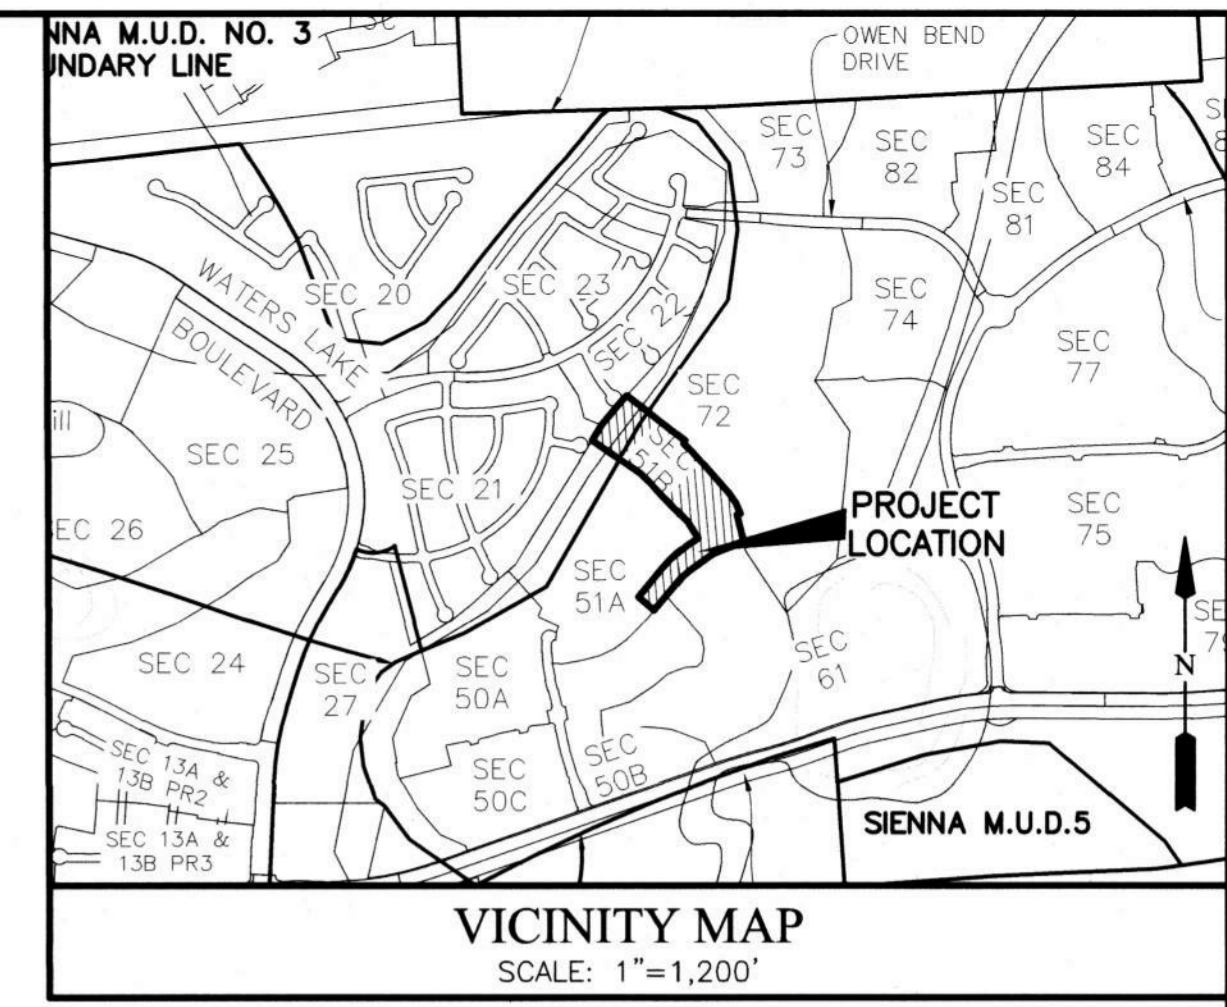 NNA M.U.D. NO. 3
UNDARY LINE
OWEN BEND
DRIVE
SEC
73
SEC
82
SEC
84
SEC
81
WATERS LAKE
BOULEVARD
SEC 20
SEC 23
SEC 22
SEC
74
SEC
77
SEC
72
ill
SEC 25
SEC 21
SEC
51B
PROJECT
LOCATION
SEC
75
EC 26
SEC
51A
SEC 24
SEC
27
SEC
50A
SEC
61
N
SEC 13A &
13B PR2
SEC
50C
SEC
50B
SEC 13A &
13B PR3
SIENNA M.U.D.5
VICINITY MAP
SCALE: 1"=1,200'